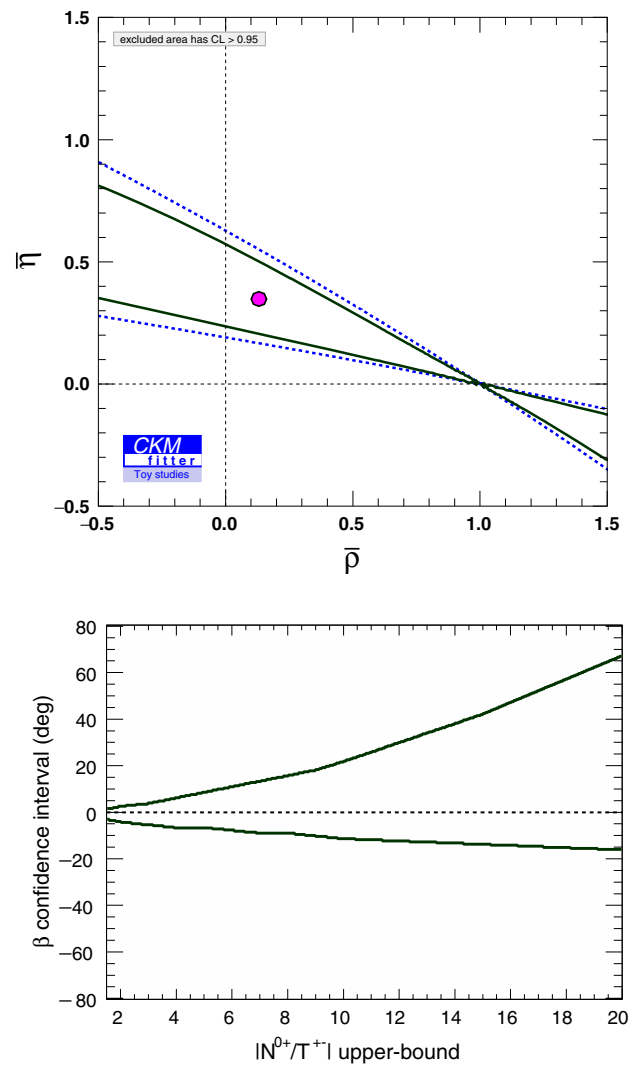 1.5
excluded area has CL > 0.95
1.0
0.5
0.0
−0.5
η̅
CKM
fitter
Toy studies
−0.5 0.0 0.5 1.0 1.5
ρ̅
80
60
40
20
0
−20
−40
−60
−80
β confidence interval (deg)
2 4 6 8 10 12 14 16 18 20
|N⁰⁺/T⁺⁻| upper-bound